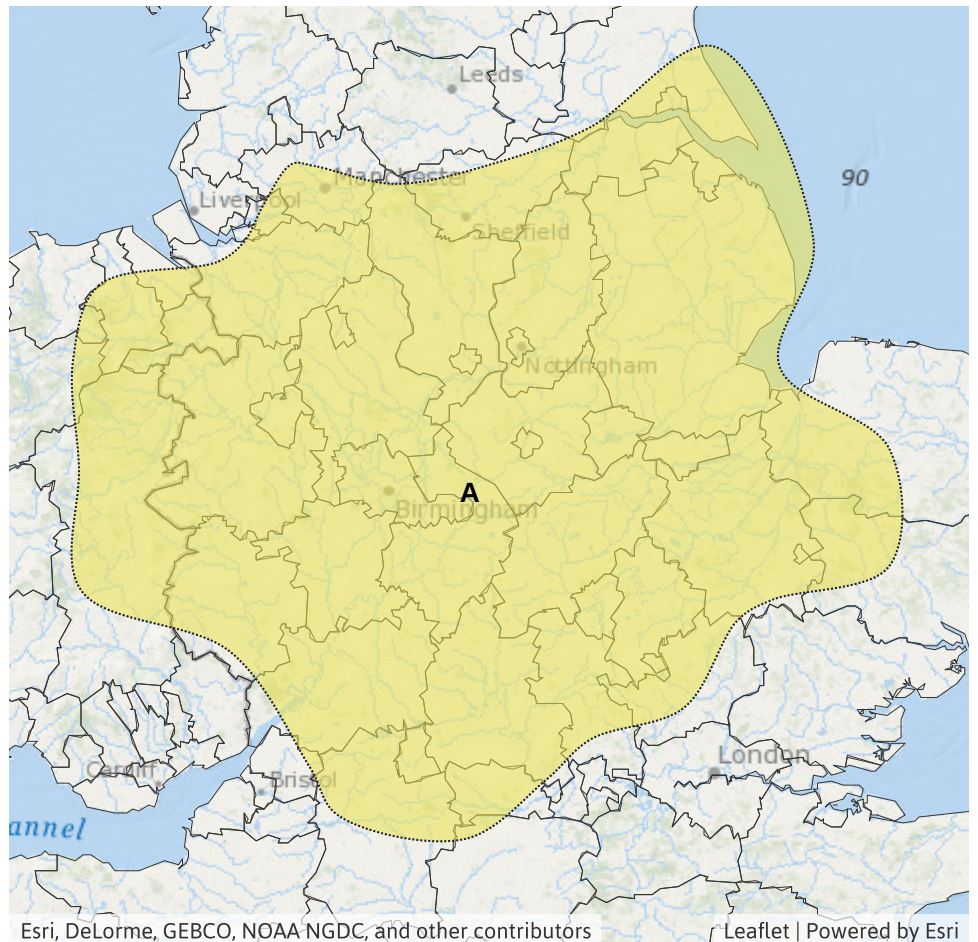 Leeds
Manchester
90
Liverpool
Sheffield
Nottingham
A
Birmingham
London
Cardiff
Bristol
annel
Esri, DeLorme, GEBCO, NOAA NGDC, and other contributors
Leaflet | Powered by Esri